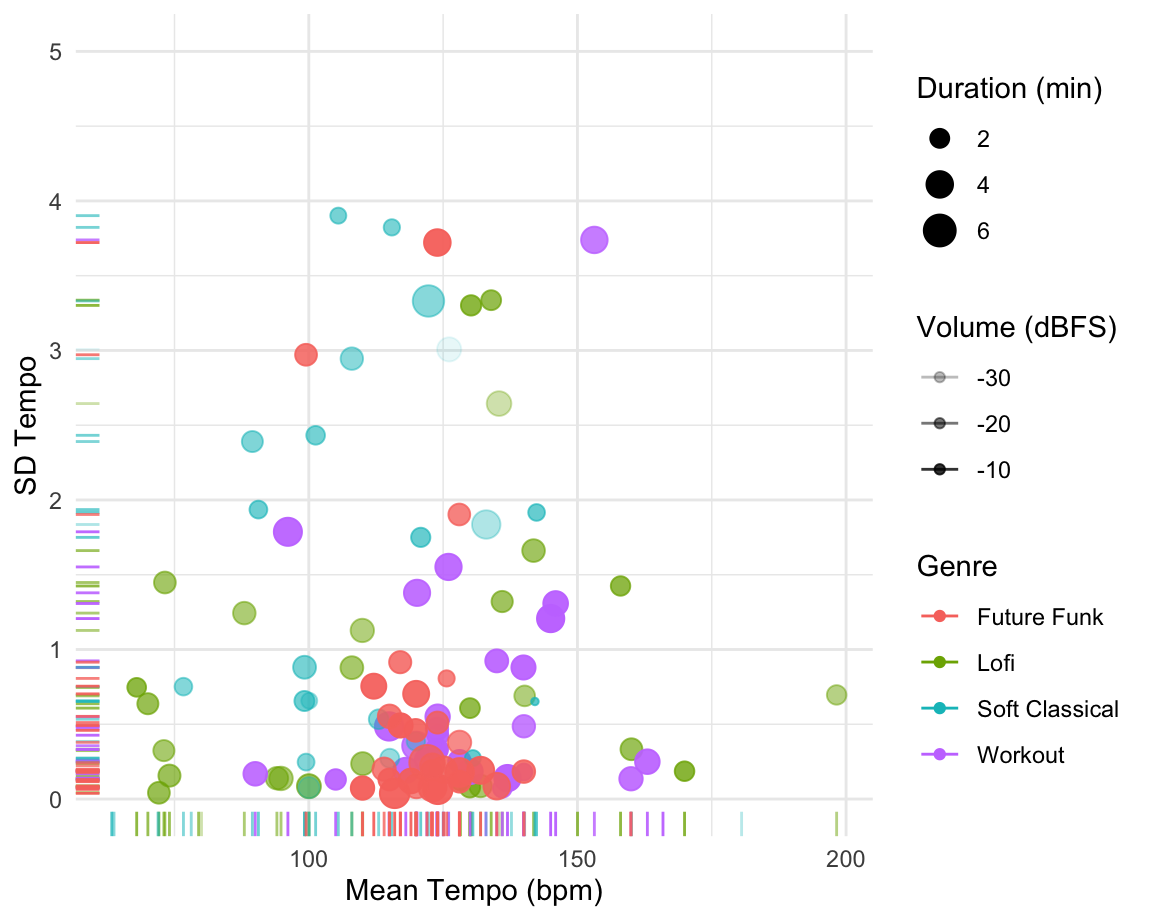 5
4
3
2
1
0
SD Tempo
100
150
200
Mean Tempo (bpm)
Duration (min)
2
4
6
Volume (dBFS)
-30
-20
-10
Genre
Future Funk
Lofi
Soft Classical
Workout